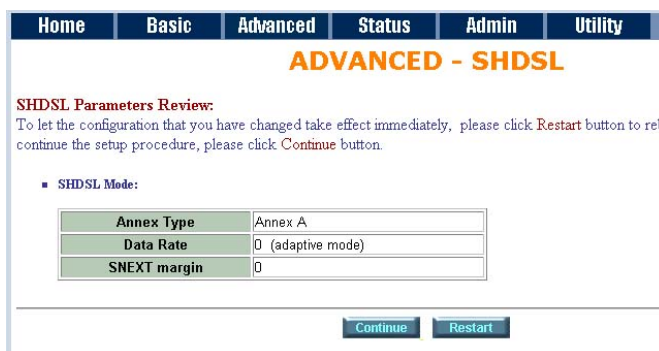 Home Basic Advanced Status Admin Utility
ADVANCED - SHDSL
SHDSL Parameters Review:
To let the configuration that you have changed take effect immediately, please click Restart button to
continue the setup procedure, please click Continue button.
SHDSL Mode:
Annex Type Annex A
Data Rate 0 (adaptive mode)
SNEXT margin 0
Continue Restart